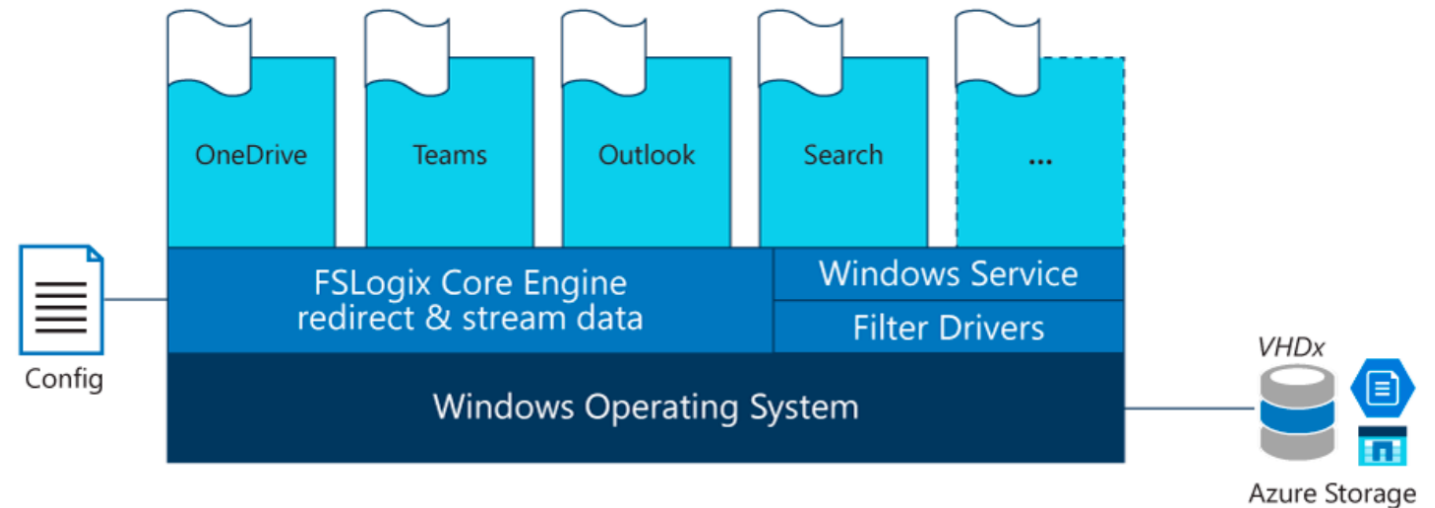 OneDrive
Teams
Outlook
Search
...
FSLogix Core Engine
redirect & stream data
Windows Service
Filter Drivers
Config
Windows Operating System
VHDx
Azure Storage